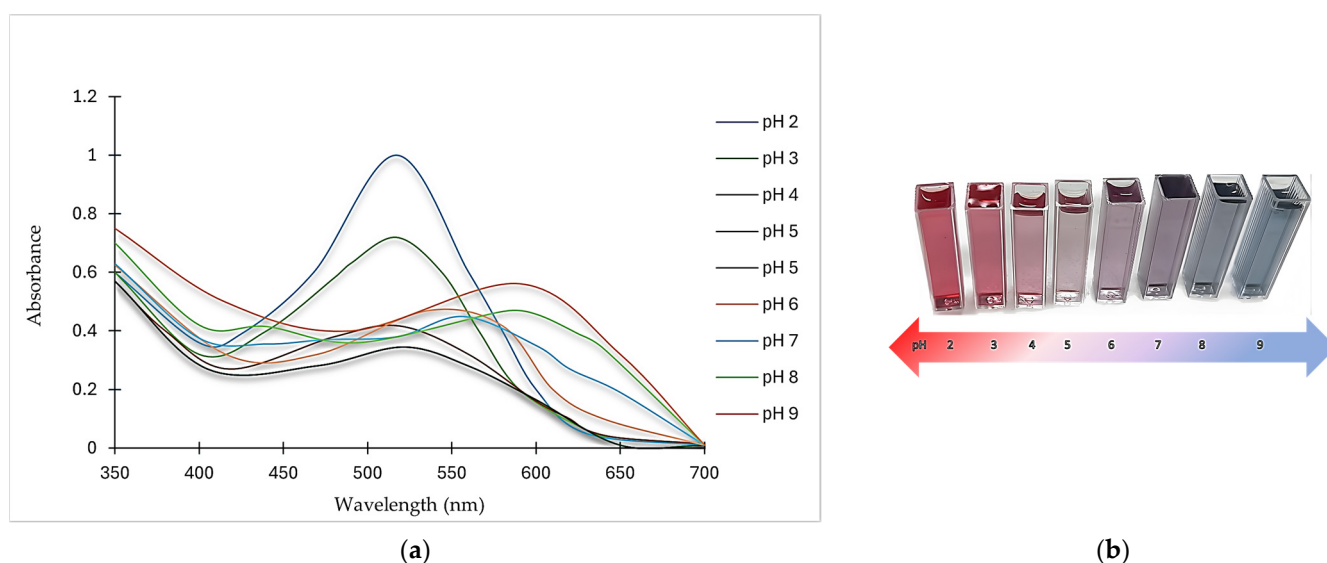 1.2
1
0.8
0.6
0.4
0.2
0
Absorbance
350 400 450 500 550 600 650 700
Wavelength (nm)
pH 2
pH 3
pH 4
pH 5
pH 5
pH 6
pH 7
pH 8
pH 9
(a)
pH 2 3 4 5 6 7 8 9
(b)